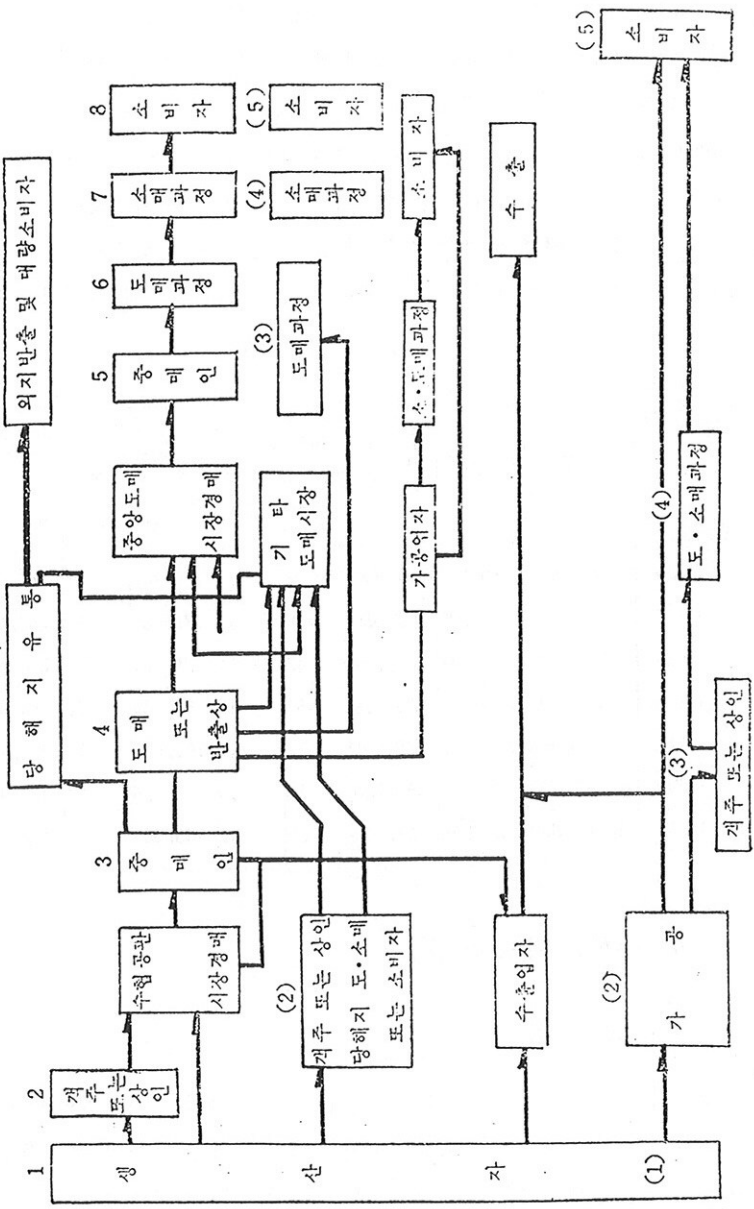 1
생 산 자
(1)
2
객주
또는
상인
수협공판
시장경매
3
중매인
4
도매
또는
반출상
당해지유통
외지반출 및 대량소비자
중앙도매
시장경매
5
중매인
6
도매과정
7
소매과정
8
소비자
(2)
객주 또는 상인
당해지 도·소매
또는 소비자
기 타
도매시장
(3)
도매과정
(4)
소매과정
(5)
소비자
가공업자
소·도매과정
소비자
수출업자
수 출
(2)
가 공
(3)
객주 또는 상인
(4)
도·소매과정
(5)
소비자